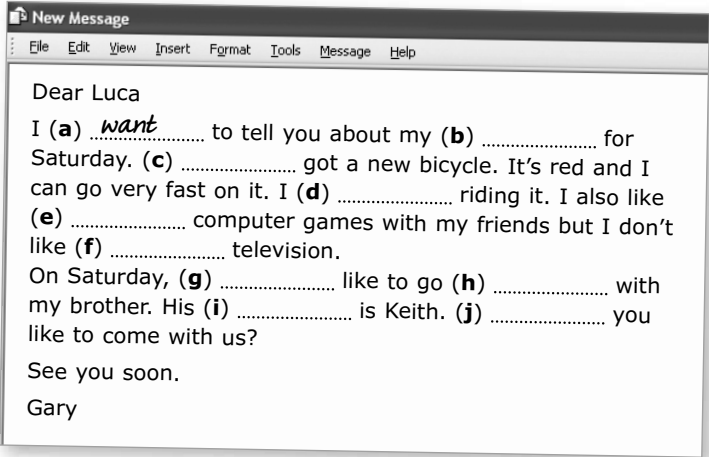 New Message
File Edit View Insert Format Tools Message Help
Dear Luca
I (a) want to tell you about my (b) .................... for
Saturday. (c) .................... got a new bicycle. It's red and I
can go very fast on it. I (d) .................... riding it. I also like
(e) .................... computer games with my friends but I don't
like (f) .................... television.
On Saturday, (g) .................... like to go (h) .................... with
my brother. His (i) .................... is Keith. (j) .................... you
like to come with us?
See you soon.
Gary